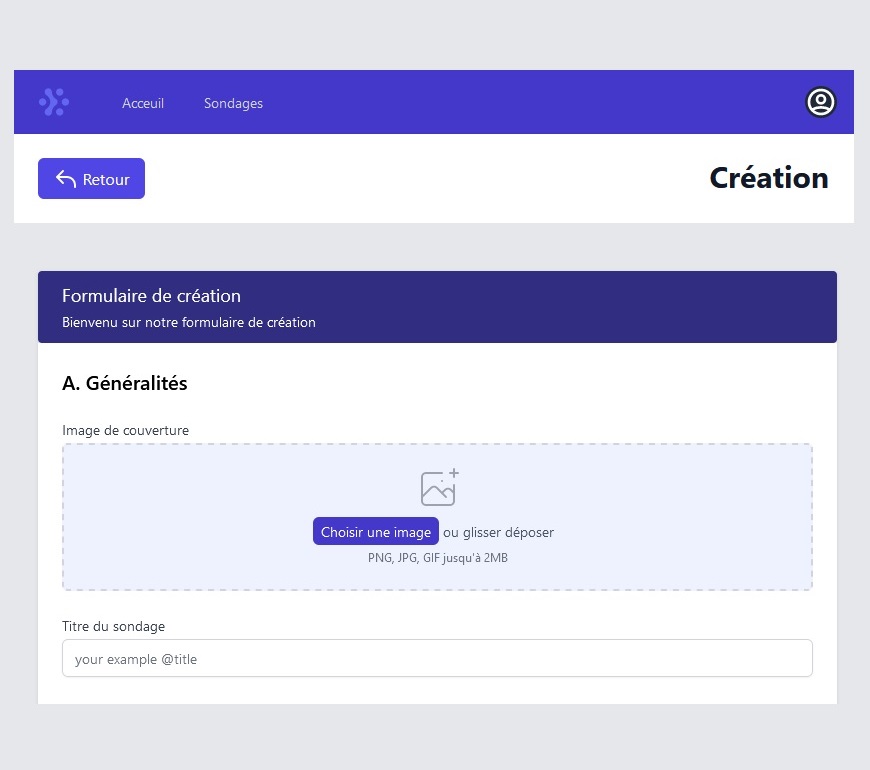 Acceuil Sondages
Retour
Création
Formulaire de création
Bienvenu sur notre formulaire de création
A. Généralités
Image de couverture
Choisir une image ou glisser déposer
PNG, JPG, GIF jusqu'à 2MB
Titre du sondage
your example @title